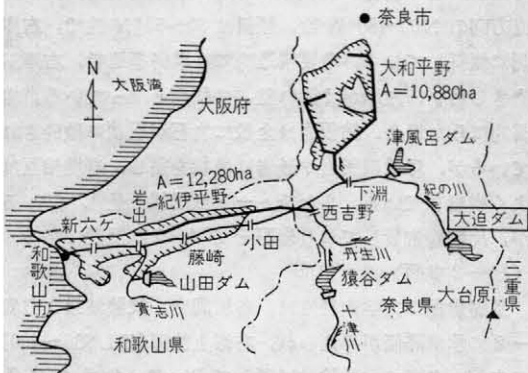 奈良市
N
大阪湾
大阪府
大和平野
A=10,880ha
津風呂ダム
A=12,280ha
紀伊平野
岩出
下淵
紀の川
新六ケ
西吉野
大迫ダム
小田
丹生川
藤崎
和歌山市
山田ダム
猿谷ダム
三重県
貴志川
奈良県
大台原
和歌山県
十津川